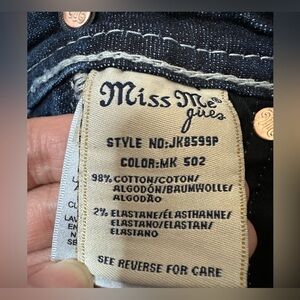 Miss Me
STYLE NO:JK8599P
COLOR:MK 502
98% COTTON/COTON/
ALGODÓN/BAUMWOLLE/
ALGODÃO
2% ELASTANE/ÉLASTHANNE/
ELASTANO/ELASTAN/
ELASTANO
SEE REVERSE FOR CARE